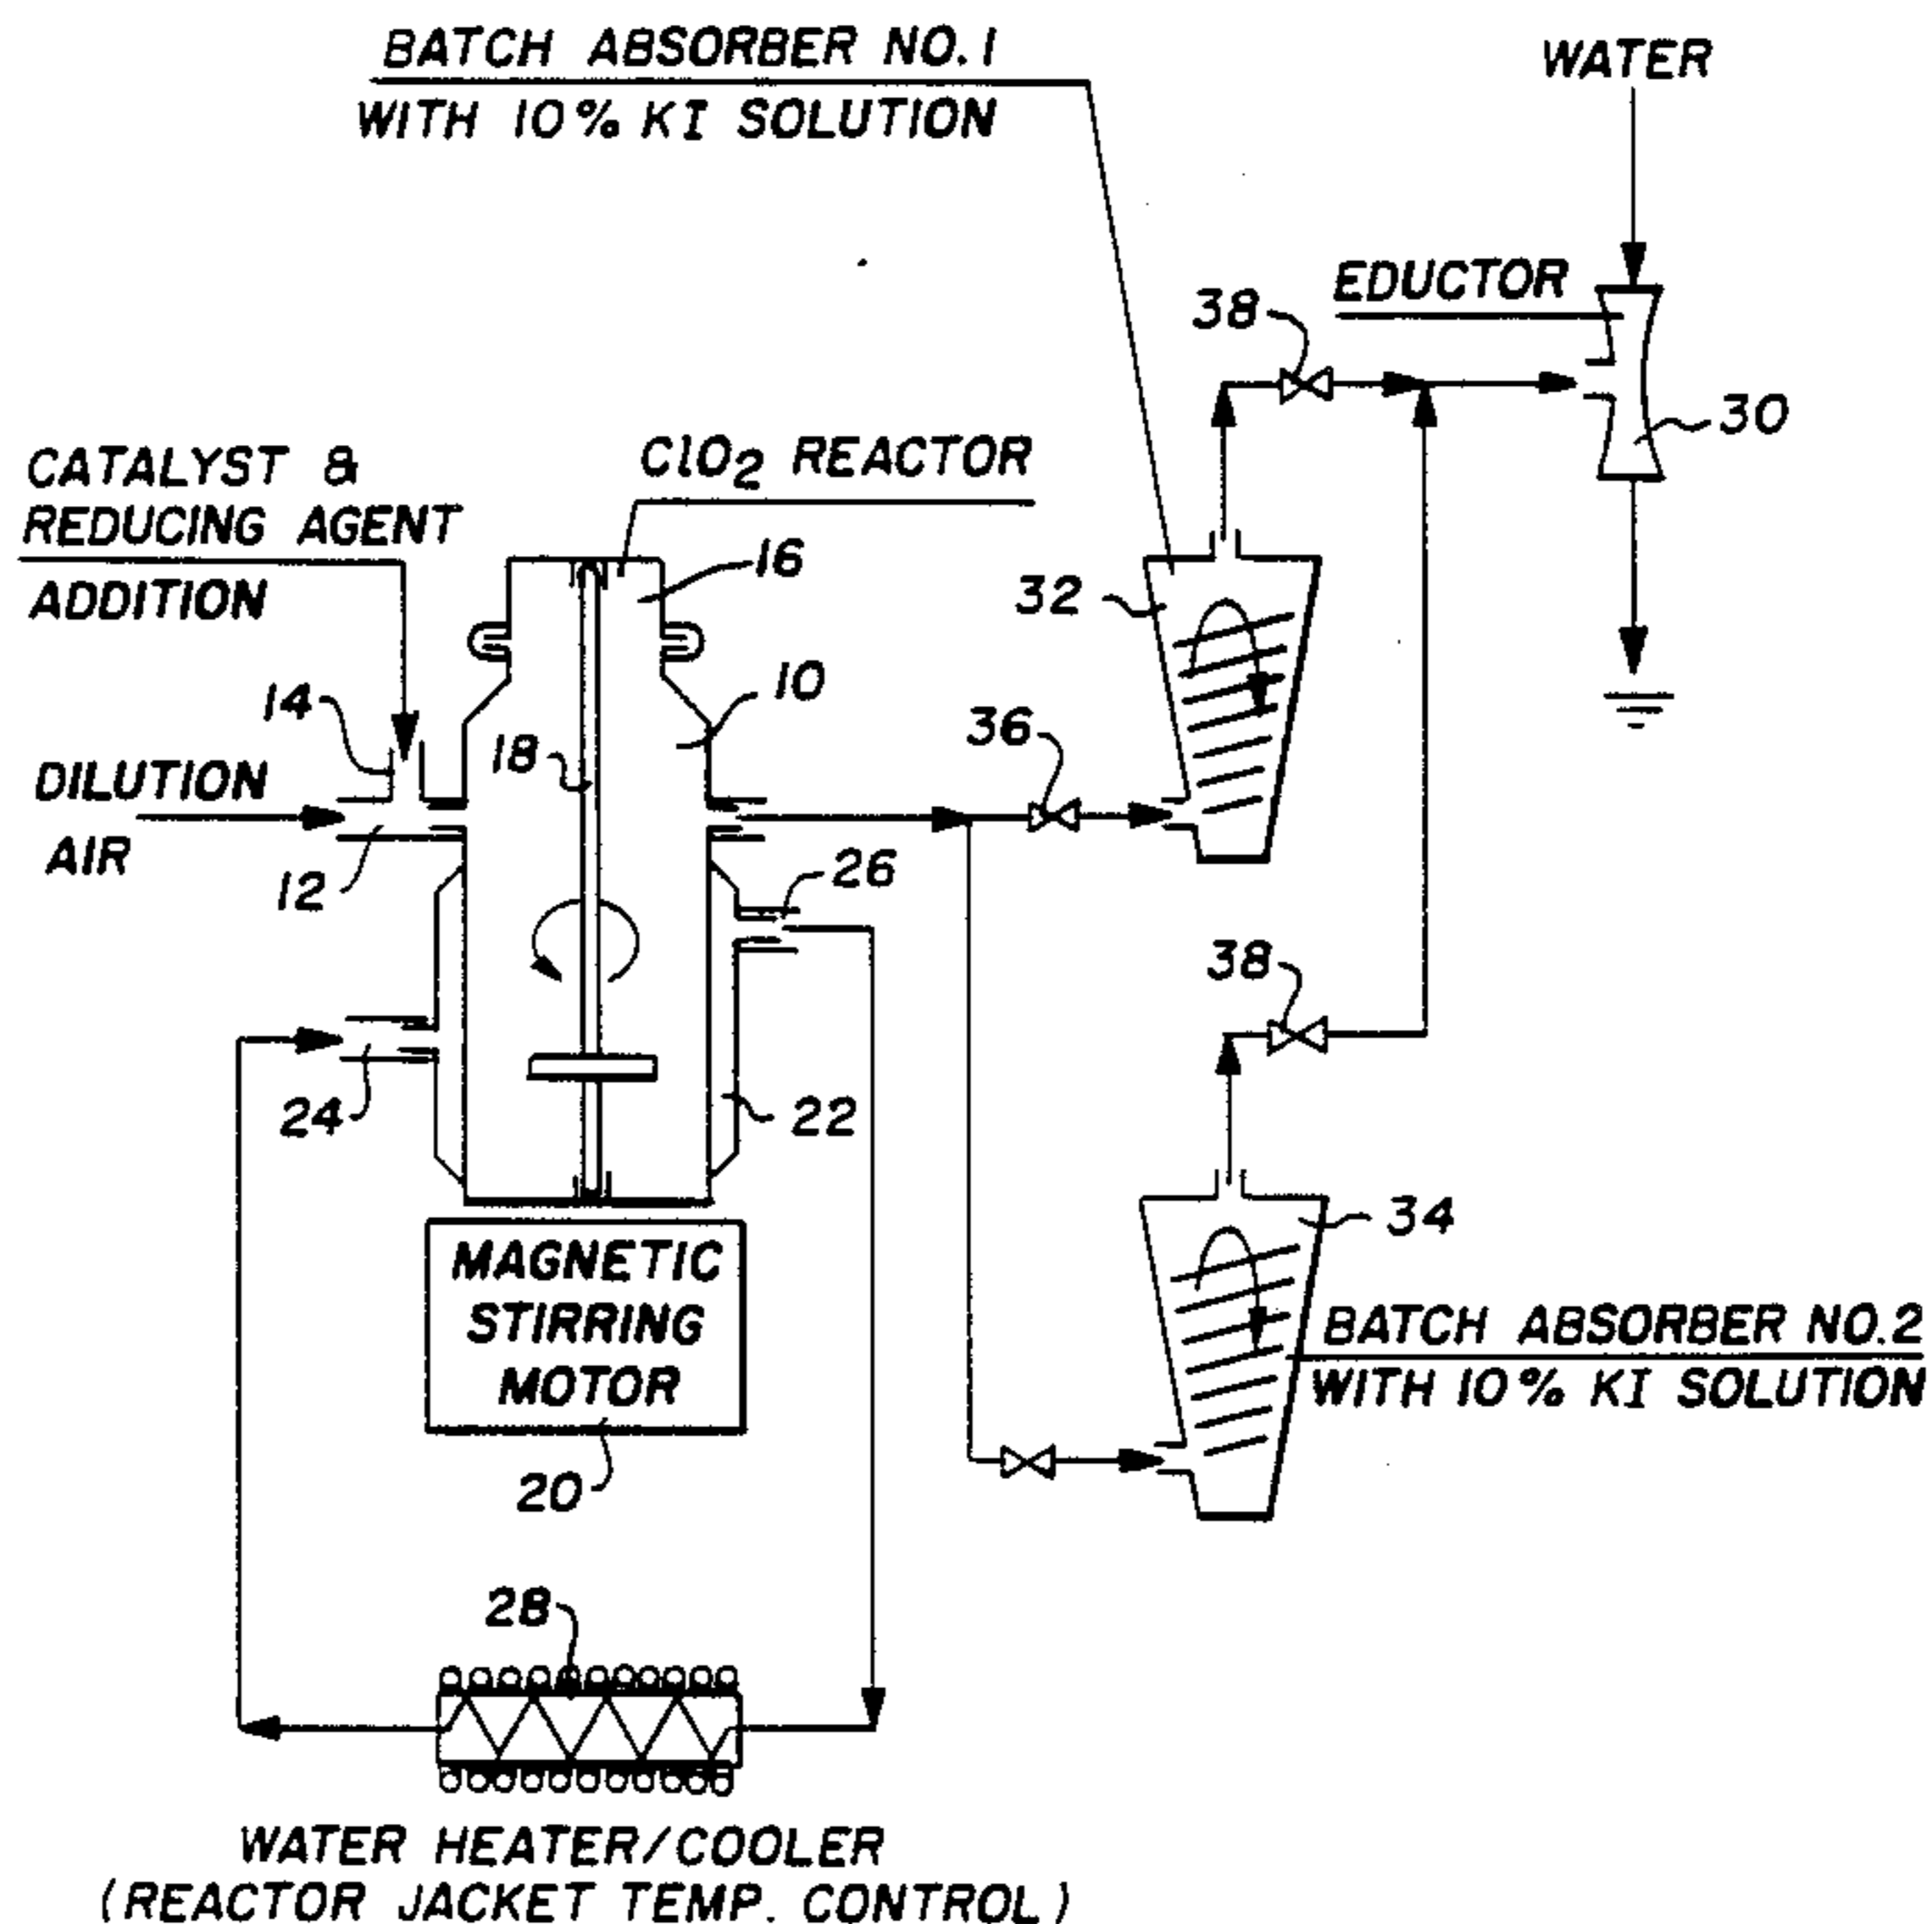 BATCH ABSORBER NO. 1
WITH 10% KI SOLUTION
WATER
EDUCTOR
38
30
CATALYST &
REDUCING AGENT
ADDITION
ClO2 REACTOR
16
32
14
10
18
36
DILUTION
AIR
12
26
38
24
22
34
MAGNETIC
STIRRING
MOTOR
BATCH ABSORBER NO. 2
WITH 10% KI SOLUTION
20
28
WATER HEATER/COOLER
(REACTOR JACKET TEMP. CONTROL)